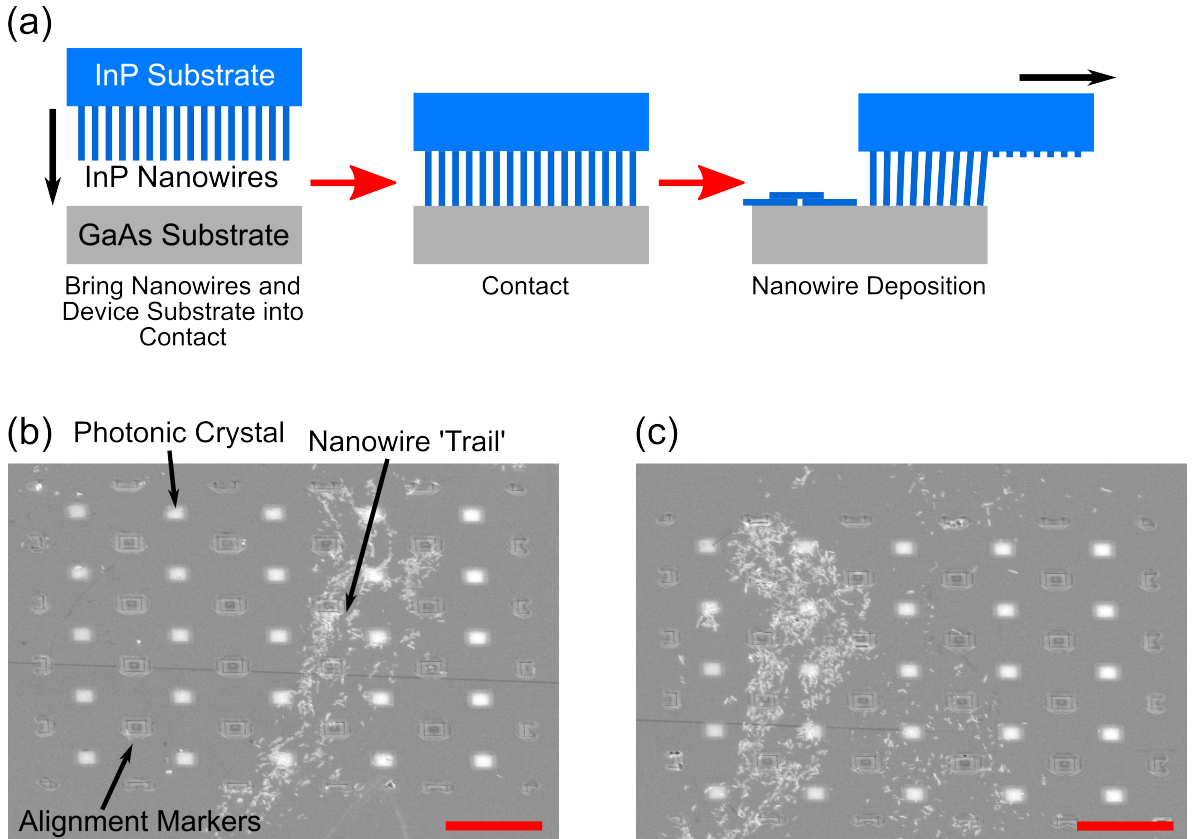 (a)
InP Substrate
InP Nanowires
GaAs Substrate
Bring Nanowires and
Device Substrate into
Contact
Contact
Nanowire Deposition
(b)
Photonic Crystal
Nanowire 'Trail'
Alignment Markers
(c)